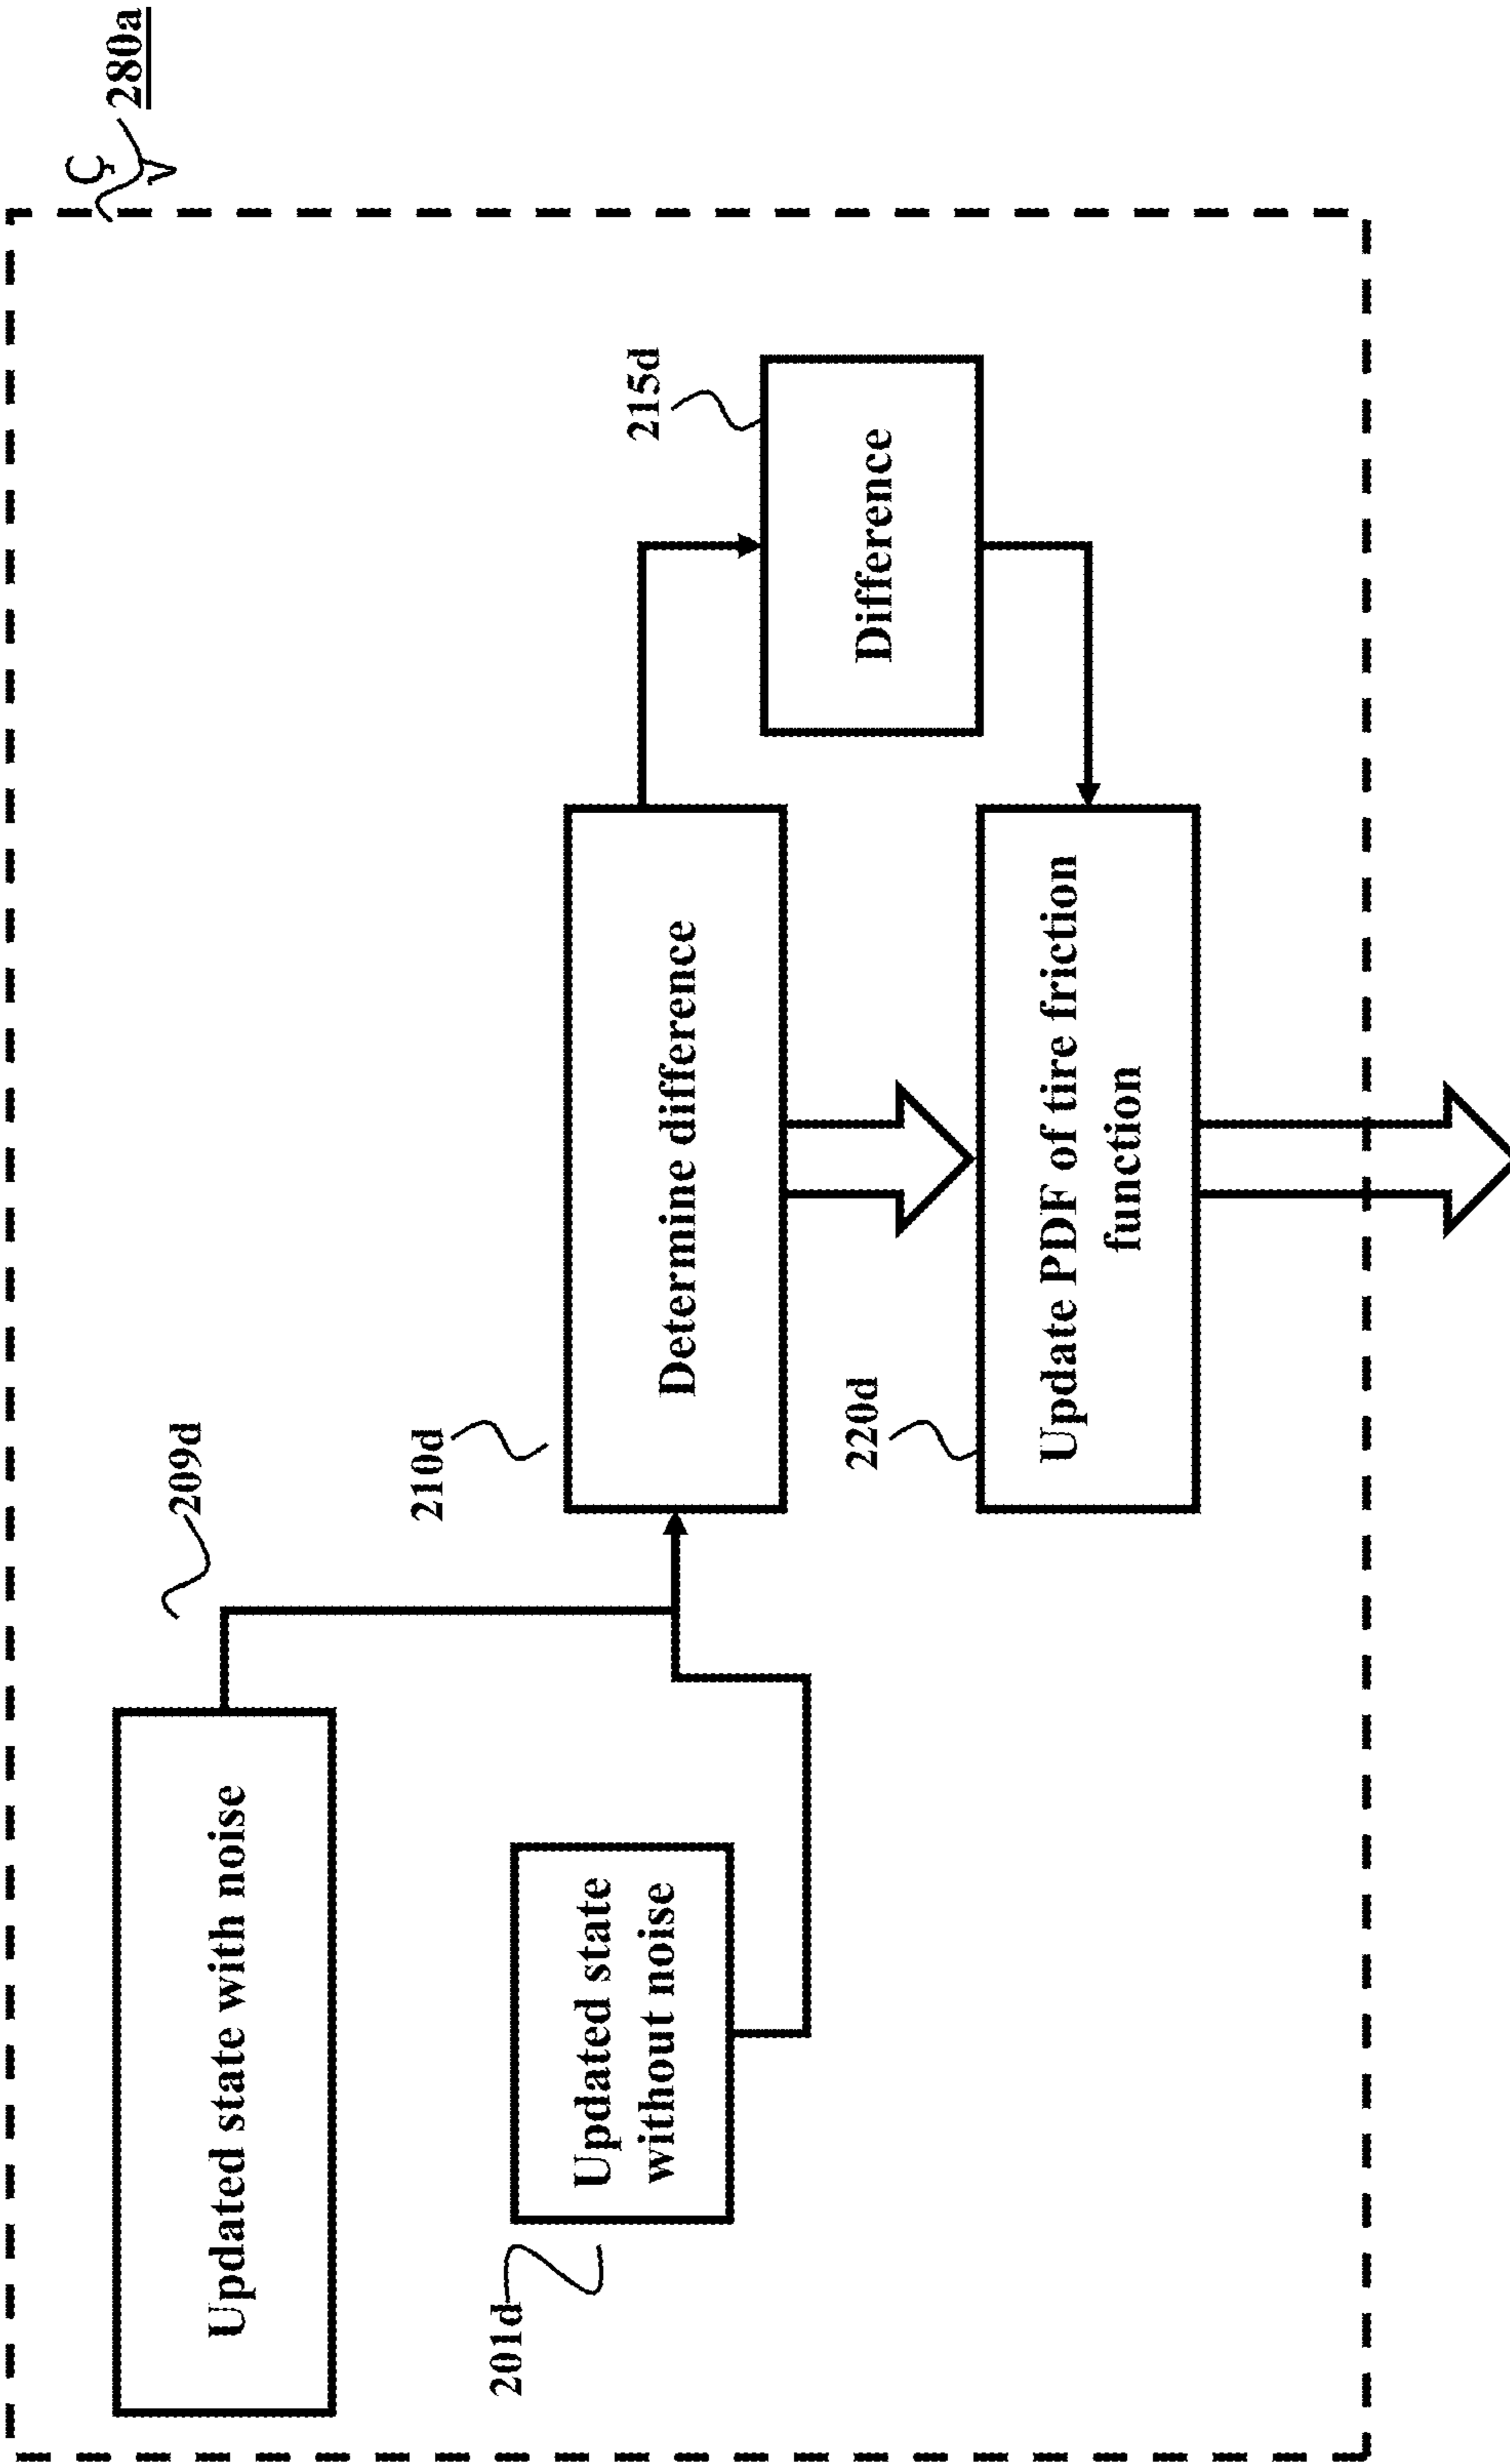 280a
209d
Updated state with noise
210d
Determine difference
201d
Updated state
without noise
215d
Difference
220d
Update PDF of tire friction
function